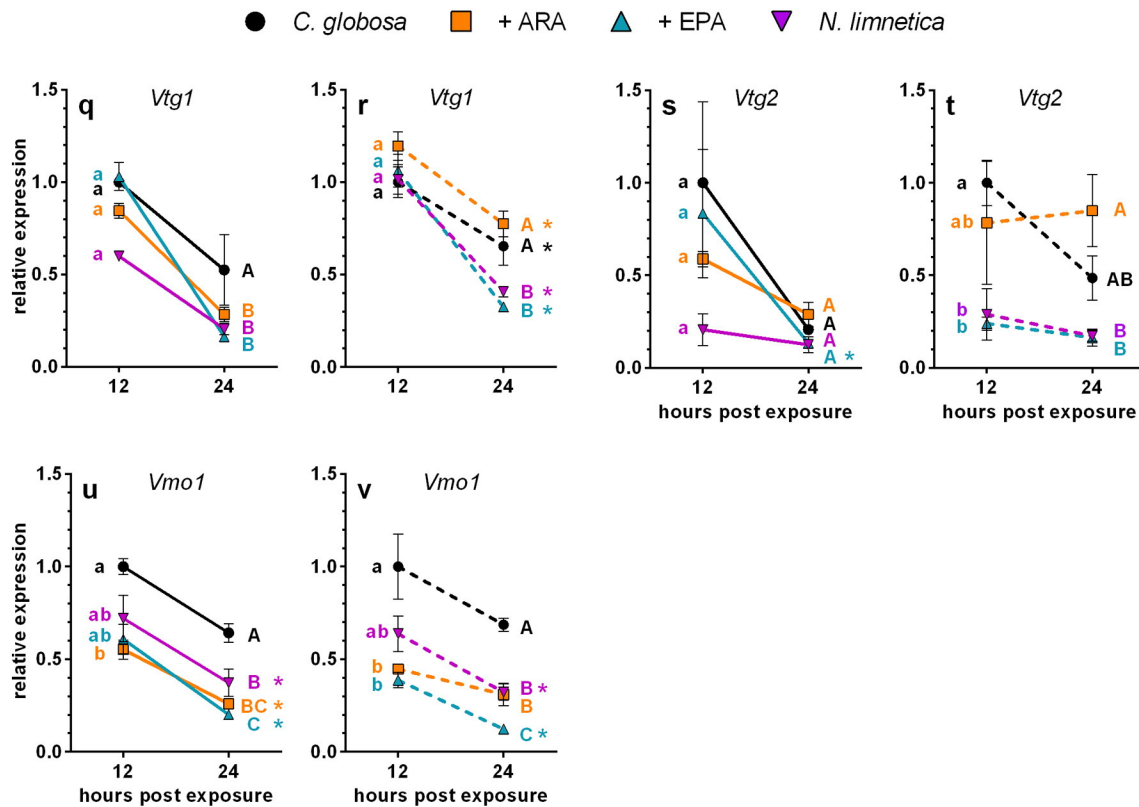 C. globosa + ARA + EPA N. limnetica
q Vtg1 r Vtg1 s Vtg2 t Vtg2
relative expression
1.5 1.5 1.5 1.5
1.0 1.0 1.0 1.0
0.5 0.5 0.5 0.5
0.0 0.0 0.0 0.0
a a a a A B B B
a a a a A * A * B * B *
a a a a A A A A *
a ab b b A AB B B
12 24 12 24 12 24 12 24
hours post exposure hours post exposure
u Vmo1 v Vmo1
relative expression
1.5 1.5
1.0 1.0
0.5 0.5
0.0 0.0
a ab ab b A B * BC * C *
a ab b b A B * B C *
12 24 12 24
hours post exposure hours post exposure